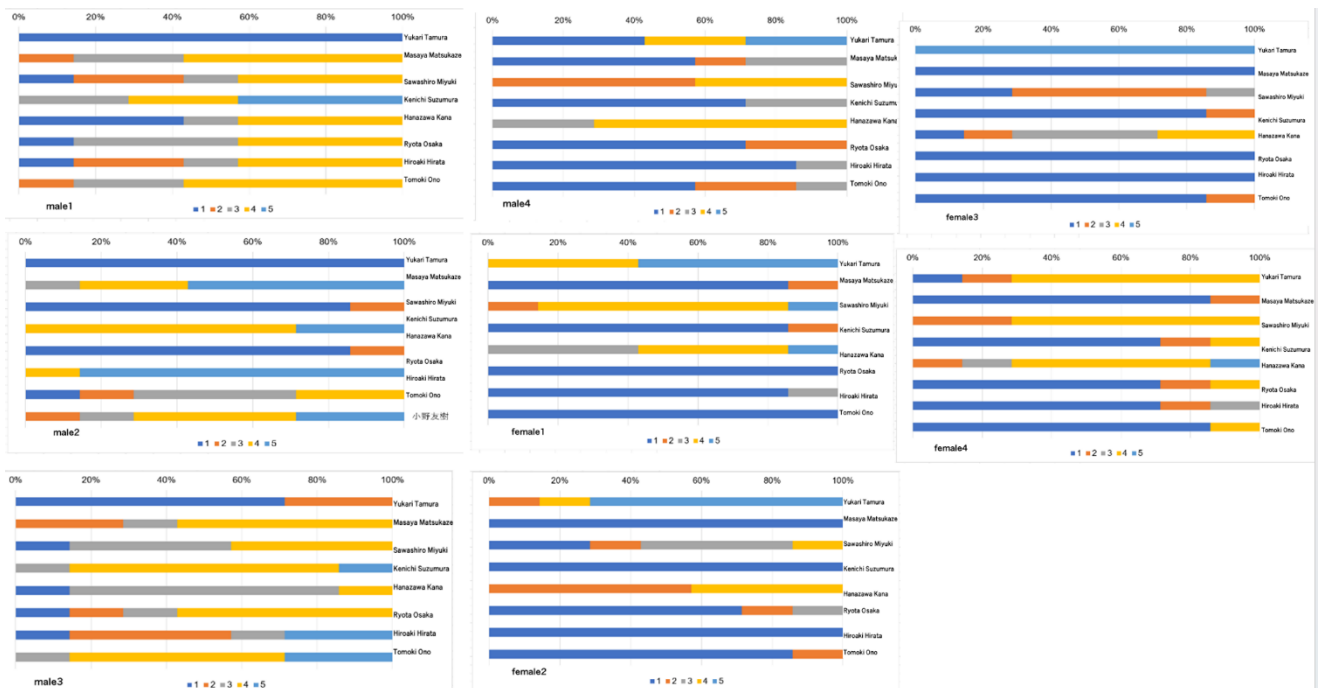 0% 20% 40% 60% 80% 100%
Yukari Tamura
Masaya Matsukaze
Sawashiro Miyuki
Kenichi Suzumura
Hanazawa Kana
Ryota Osaka
Hiroaki Hirata
Tomoki Ono
male1
1 2 3 4 5
0% 20% 40% 60% 80% 100%
Yukari Tamura
Masaya Matsuk
Sawashiro Miyu
Kenichi Suzumu
Hanazawa Kana
Ryota Osaka
Hiroaki Hirata
Tomoki Ono
male4
1 2 3 4 5
0% 20% 40% 60% 80% 100%
Yukari Tamura
Masaya Matsukaze
Sawashiro Miyuki
Kenichi Suzumura
Hanazawa Kana
Ryota Osaka
Hiroaki Hirata
Tomoki Ono
female3
1 2 3 4 5
0% 20% 40% 60% 80% 100%
Yukari Tamura
Masaya Matsukaze
Sawashiro Miyuki
Kenichi Suzumura
Hanazawa Kana
Ryota Osaka
Hiroaki Hirata
Tomoki Ono
小野友樹
male2
1 2 3 4 5
0% 20% 40% 60% 80% 100%
Yukari Tamura
Masaya Matsukaze
Sawashiro Miyuki
Kenichi Suzumura
Hanazawa Kana
Ryota Osaka
Hiroaki Hirata
Tomoki Ono
female1
1 2 3 4 5
0% 20% 40% 60% 80% 100%
Yukari Tamura
Masaya Matsukaze
Sawashiro Miyuki
Kenichi Suzumura
Hanazawa Kana
Ryota Osaka
Hiroaki Hirata
Tomoki Ono
female4
1 2 3 4 5
0% 20% 40% 60% 80% 100%
Yukari Tamura
Masaya Matsukaze
Sawashiro Miyuki
Kenichi Suzumura
Hanazawa Kana
Ryota Osaka
Hiroaki Hirata
Tomoki Ono
male3
1 2 3 4 5
0% 20% 40% 60% 80% 100%
Yukari Tamura
Masaya Matsukaze
Sawashiro Miyuki
Kenichi Suzumura
Hanazawa Kana
Ryota Osaka
Hiroaki Hirata
Tomoki Ono
female2
1 2 3 4 5